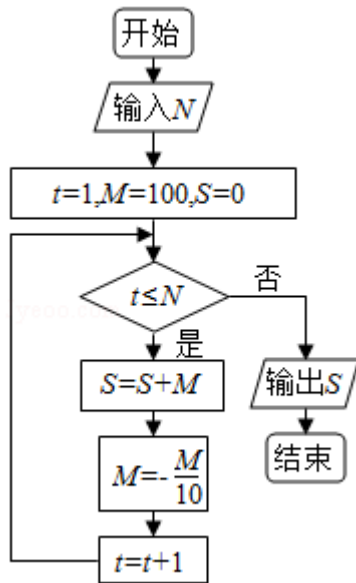 开始
输入N
t=1,M=100,S=0
t≤N
否
是
S=S+M
输出S
M=-M/10
结束
t=t+1